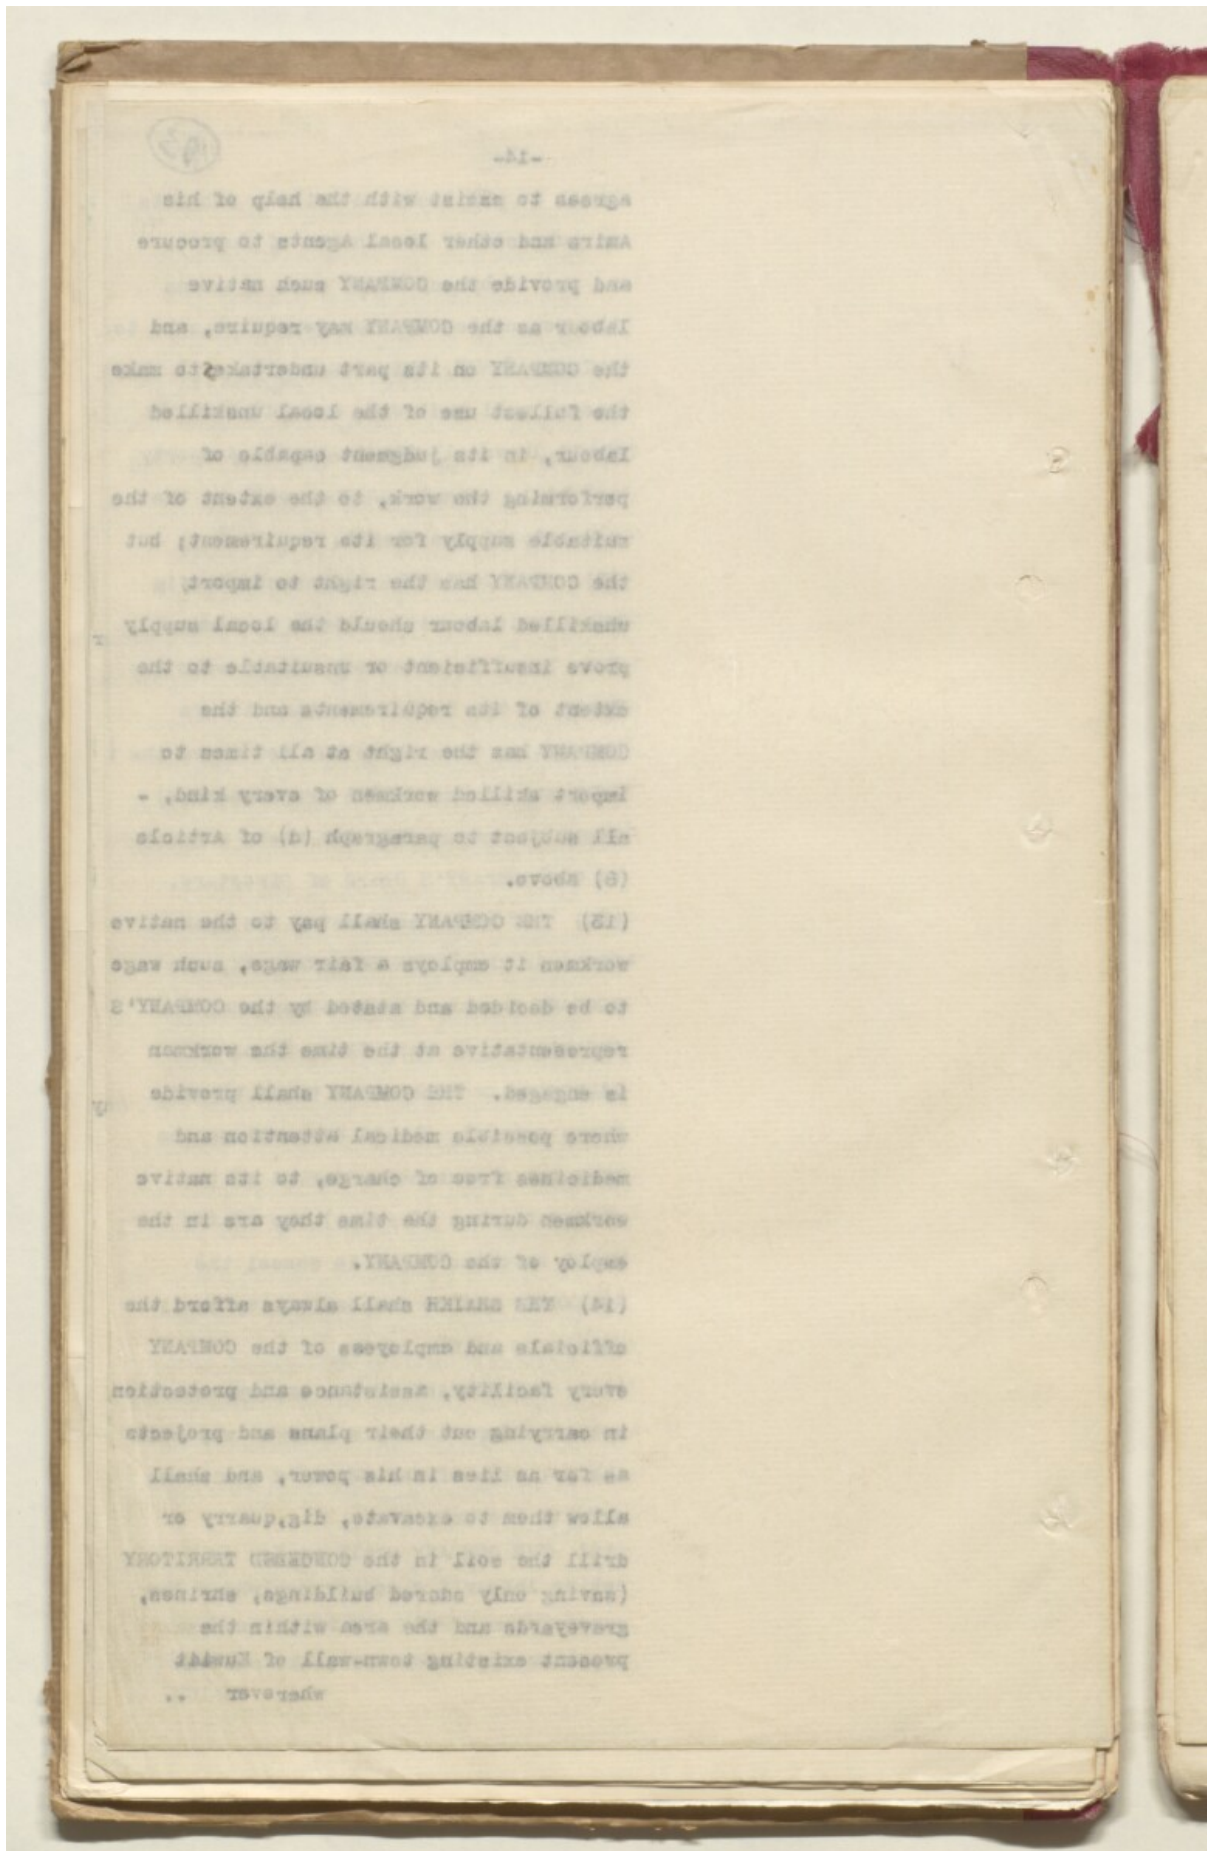 -14-
agrees to assist with the help of his
Amirs and other local Agents to procure
and provide the COMPANY such native
labour as the COMPANY may require, and
the COMPANY on its part undertakes to make
the fullest use of the local unskilled
labour, in its judgment capable of
performing the work, to the extent of the
suitable supply for its requirement; but
the COMPANY has the right to import
unskilled labour should the local supply
prove insufficient or unsuitable to the
extent of its requirements and the
COMPANY has the right at all times to
import skilled workmen of every kind, -
all subject to paragraph (d) of Article
(6) above.
(13) THE COMPANY shall pay to the native
workmen it employs a fair wage, such wage
to be decided and stated by the COMPANY'S
representative at the time the workmen
is engaged. THE COMPANY shall provide
where possible medical attention and
medicines free of charge, to its native
workmen during the time they are in the
employ of the COMPANY.
(14) THE SHAIKH shall always afford the
officials and employees of the COMPANY
every facility, assistance and protection
in carrying out their plans and projects
as far as lies in his power, and shall
allow them to excavate, dig,quarry or
drill the soil in the CONCEDED TERRITORY
(saving only sacred buildings, shrines,
graveyards and the area within the
present existing town-wall of Kuwait
wherever ..